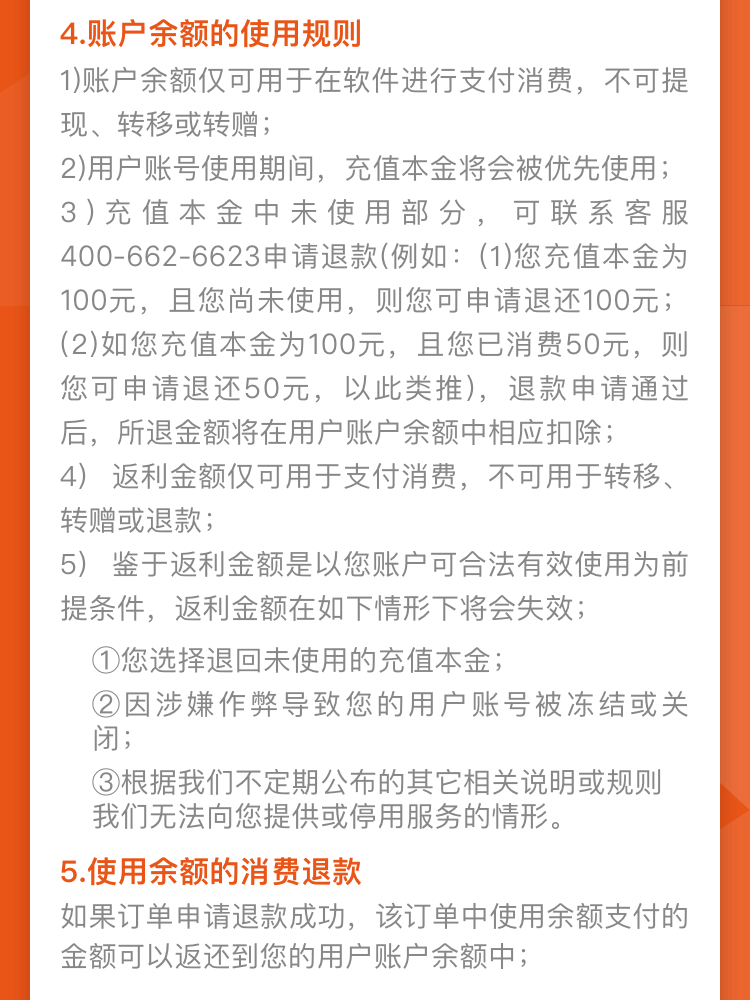 4.账户余额的使用规则
1)账户余额仅可用于在软件进行支付消费，不可提
现、转移或转赠；
2)用户账号使用期间，充值本金将会被优先使用；
3)充值本金中未使用部分，可联系客服
400-662-6623申请退款(例如：(1)您充值本金为
100元，且您尚未使用，则您可申请退还100元；
(2)如您充值本金为100元，且您已消费50元，则
您可申请退还50元，以此类推)，退款申请通过
后，所退金额将在用户账户余额中相应扣除；
4) 返利金额仅可用于支付消费，不可用于转移、
转赠或退款；
5) 鉴于返利金额是以您账户可合法有效使用为前
提条件，返利金额在如下情形下将会失效；
①您选择退回未使用的充值本金；
②因涉嫌作弊导致您的用户账号被冻结或关
闭；
③根据我们不定期公布的其它相关说明或规则
我们无法向您提供或停用服务的情形。
5.使用余额的消费退款
如果订单申请退款成功，该订单中使用余额支付的
金额可以返还到您的用户账户余额中；